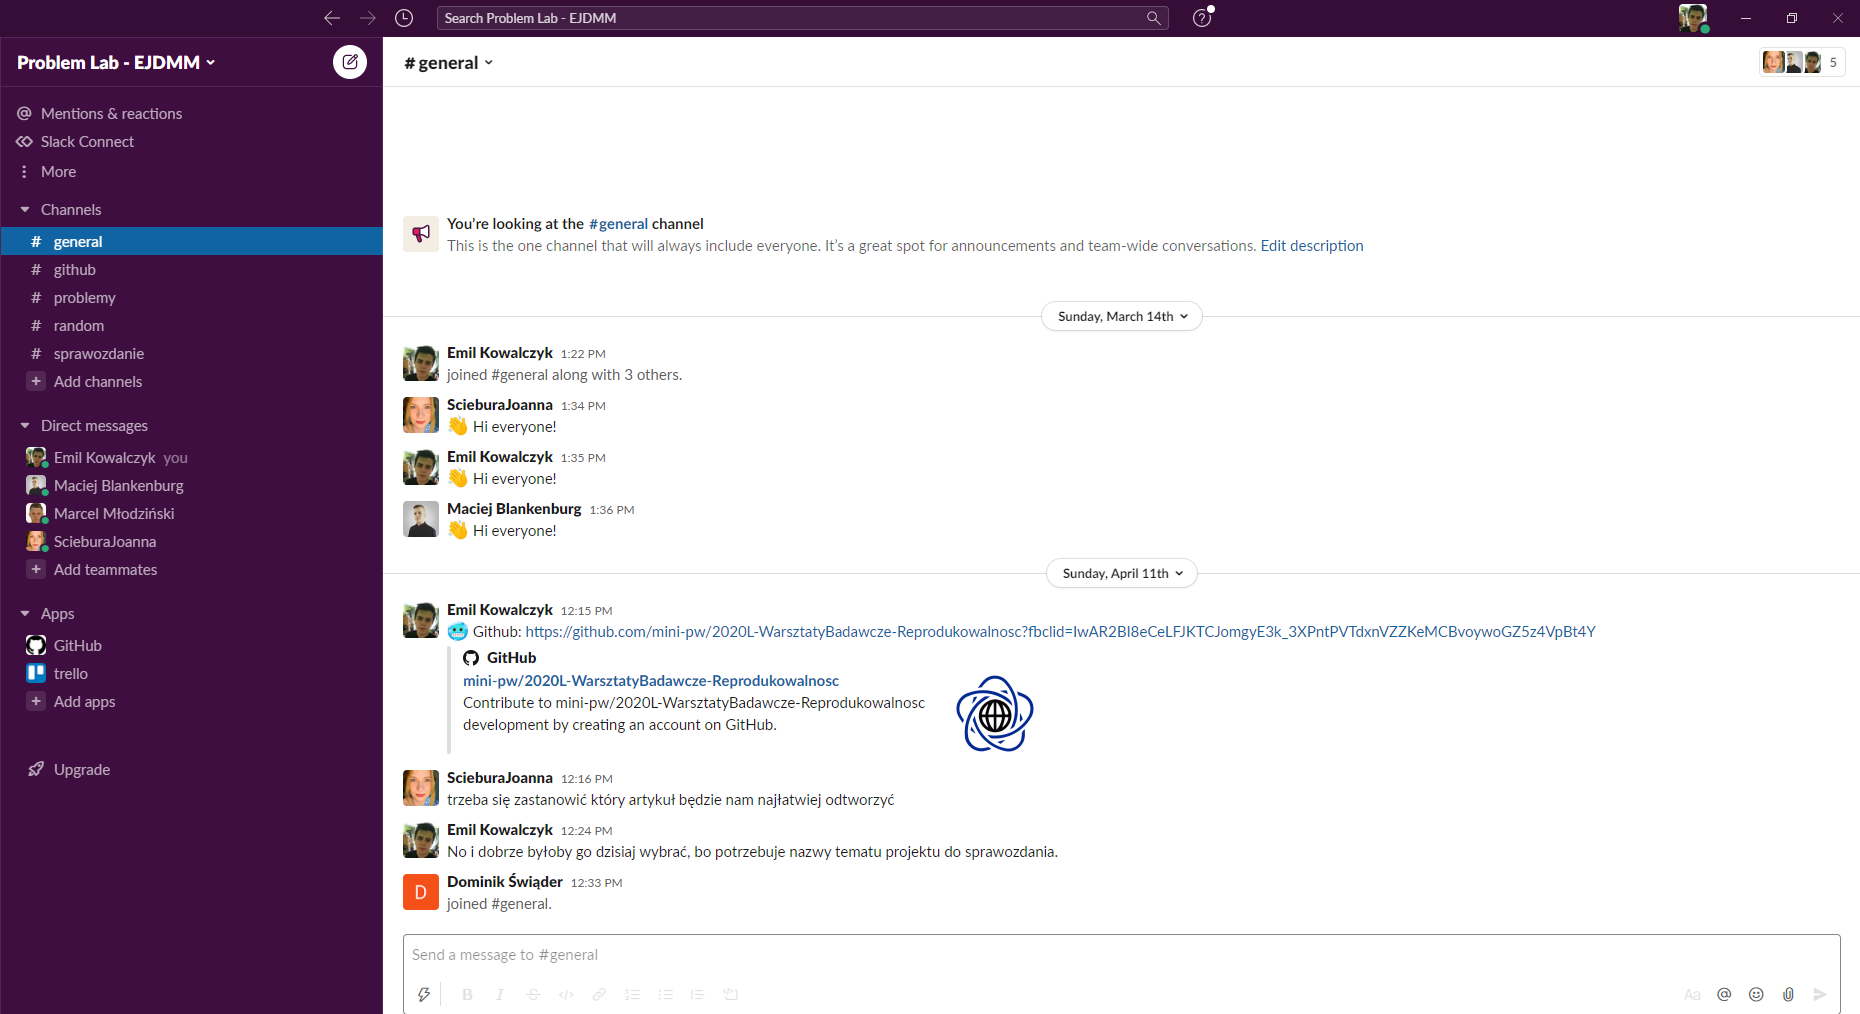 Search Problem Lab - EJDMM
Problem Lab - EJDMM
Mentions & reactions
Slack Connect
More
Channels
# general
# github
# problemy
# random
# sprawozdanie
+ Add channels
Direct messages
Emil Kowalczyk you
Maciej Blankenburg
Marcel Młodziński
ScieburaJoanna
+ Add teammates
Apps
GitHub
trello
+ Add apps
Upgrade
# general
5
You’re looking at the #general channel
This is the one channel that will always include everyone. It’s a great spot for announcements and team-wide conversations. Edit description
Sunday, March 14th
Emil Kowalczyk 1:22 PM
joined #general along with 3 others.
ScieburaJoanna 1:34 PM
👋 Hi everyone!
Emil Kowalczyk 1:35 PM
👋 Hi everyone!
Maciej Blankenburg 1:36 PM
👋 Hi everyone!
Sunday, April 11th
Emil Kowalczyk 12:15 PM
🥶 Github: https://github.com/mini-pw/2020L-WarsztatyBadawcze-Reprodukowalnosc?fbclid=IwAR2BI8eCeLFJKTCJomgyE3k_3XPntPVTdxnVZZKeMCBvoywoGZ5z4VpBt4Y
GitHub
mini-pw/2020L-WarsztatyBadawcze-Reprodukowalnosc
Contribute to mini-pw/2020L-WarsztatyBadawcze-Reprodukowalnosc
development by creating an account on GitHub.
ScieburaJoanna 12:16 PM
trzeba się zastanowić który artykuł będzie nam najłatwiej odtworzyć
Emil Kowalczyk 12:24 PM
No i dobrze byłoby go dzisiaj wybrać, bo potrzebuje nazwy tematu projektu do sprawozdania.
D
Dominik Świąder 12:33 PM
joined #general.
Send a message to #general
B I S </>
Aa @